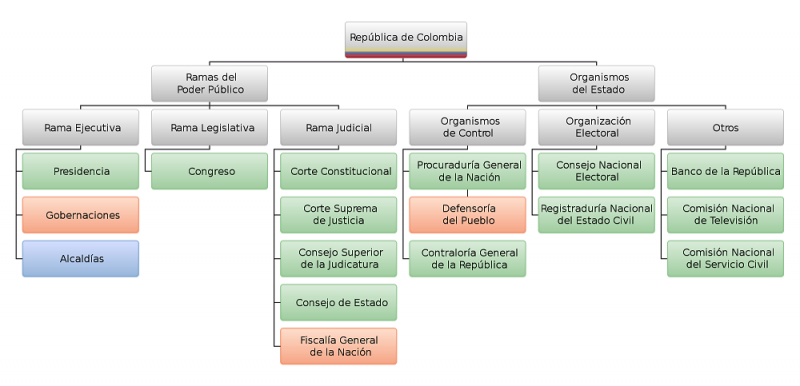 República de Colombia
Ramas del
Poder Público
Organismos
del Estado
Rama Ejecutiva
Rama Legislativa
Rama Judicial
Organismos
de Control
Organización
Electoral
Otros
Presidencia
Congreso
Corte Constitucional
Procuraduría General
de la Nación
Consejo Nacional
Electoral
Banco de la República
Gobernaciones
Corte Suprema
de Justicia
Defensoría
del Pueblo
Registraduría Nacional
del Estado Civil
Comisión Nacional
de Televisión
Alcaldías
Consejo Superior
de la Judicatura
Contraloría General
de la República
Comisión Nacional
del Servicio Civil
Consejo de Estado
Fiscalía General
de la Nación